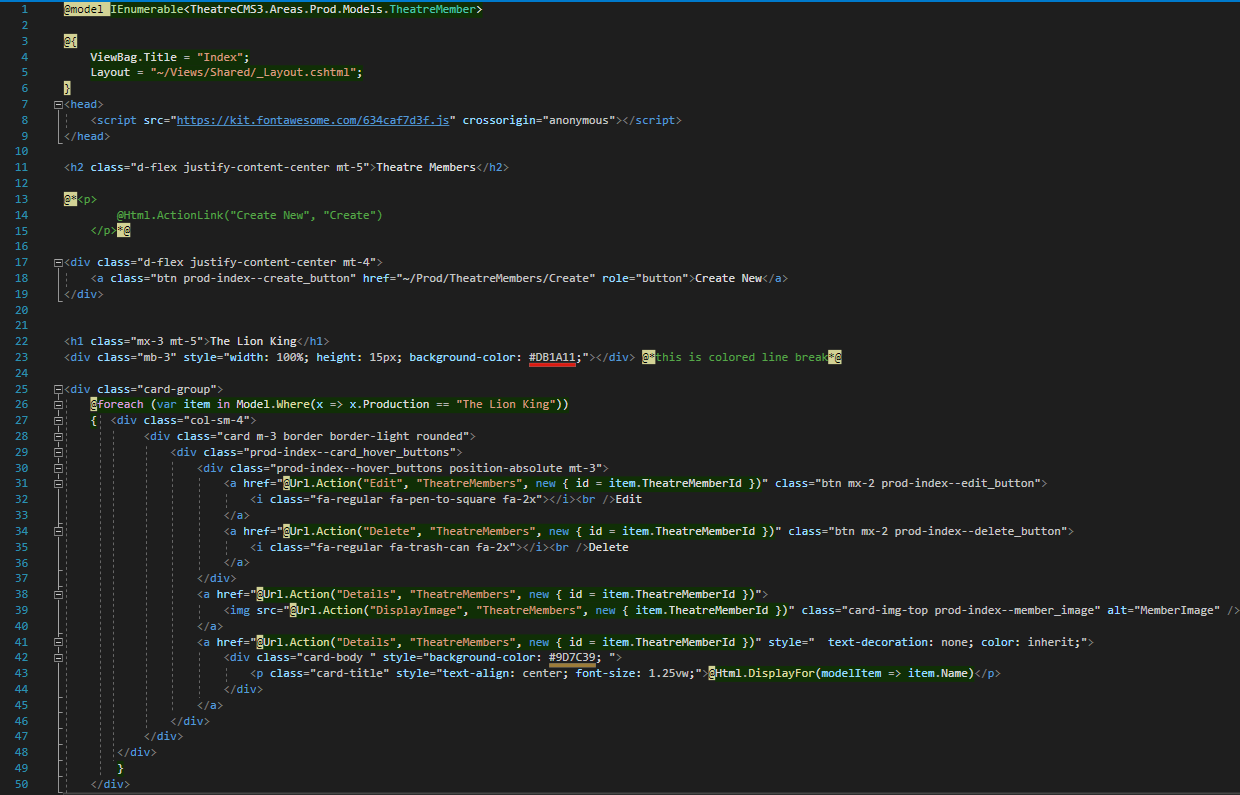 1 @model IEnumerable<TheatreCMS3.Areas.Prod.Models.TheatreMember>
2
3 @{
4 ViewBag.Title = "Index";
5 Layout = "~/Views/Shared/_Layout.cshtml";
6 }
7 <head>
8 <script src="https://kit.fontawesome.com/634caf7d3f.js" crossorigin="anonymous"></script>
9 </head>
10
11 <h2 class="d-flex justify-content-center mt-5">Theatre Members</h2>
12
13 @*<p>
14 @Html.ActionLink("Create New", "Create")
15 </p>*@
16
17 <div class="d-flex justify-content-center mt-4">
18 <a class="btn prod-index--create_button" href="~/Prod/TheatreMembers/Create" role="button">Create New</a>
19 </div>
20
21
22 <h1 class="mx-3 mt-5">The Lion King</h1>
23 <div class="mb-3" style="width: 100%; height: 15px; background-color: #DB1A11;"></div> @*this is colored line break*@
24
25 <div class="card-group">
26 @foreach (var item in Model.Where(x => x.Production == "The Lion King"))
27 { <div class="col-sm-4">
28 <div class="card m-3 border border-light rounded">
29 <div class="prod-index--card_hover_buttons">
30 <div class="prod-index--hover_buttons position-absolute mt-3">
31 <a href="@Url.Action("Edit", "TheatreMembers", new { id = item.TheatreMemberId })" class="btn mx-2 prod-index--edit_button">
32 <i class="fa-regular fa-pen-to-square fa-2x"></i><br />Edit
33 </a>
34 <a href="@Url.Action("Delete", "TheatreMembers", new { id = item.TheatreMemberId })" class="btn mx-2 prod-index--delete_button">
35 <i class="fa-regular fa-trash-can fa-2x"></i><br />Delete
36 </a>
37 </div>
38 <a href="@Url.Action("Details", "TheatreMembers", new { id = item.TheatreMemberId })">
39 <img src="@Url.Action("DisplayImage", "TheatreMembers", new { item.TheatreMemberId })" class="card-img-top prod-index--member_image" alt="MemberImage" />
40 </a>
41 <a href="@Url.Action("Details", "TheatreMembers", new { id = item.TheatreMemberId })" style="  text-decoration: none; color: inherit;">
42 <div class="card-body " style="background-color: #9D7C39; ">
43 <p class="card-title" style="text-align: center; font-size: 1.25vw;">@Html.DisplayFor(modelItem => item.Name)</p>
44 </div>
45 </a>
46 </div>
47 </div>
48 </div>
49 }
50 </div>